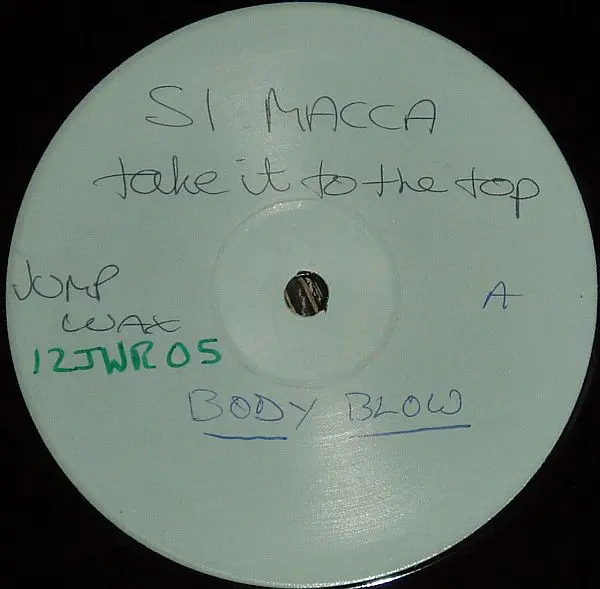 SI MACCA
take it to the top
JUMP
WAX
A
12JWR05
BODY BLOW